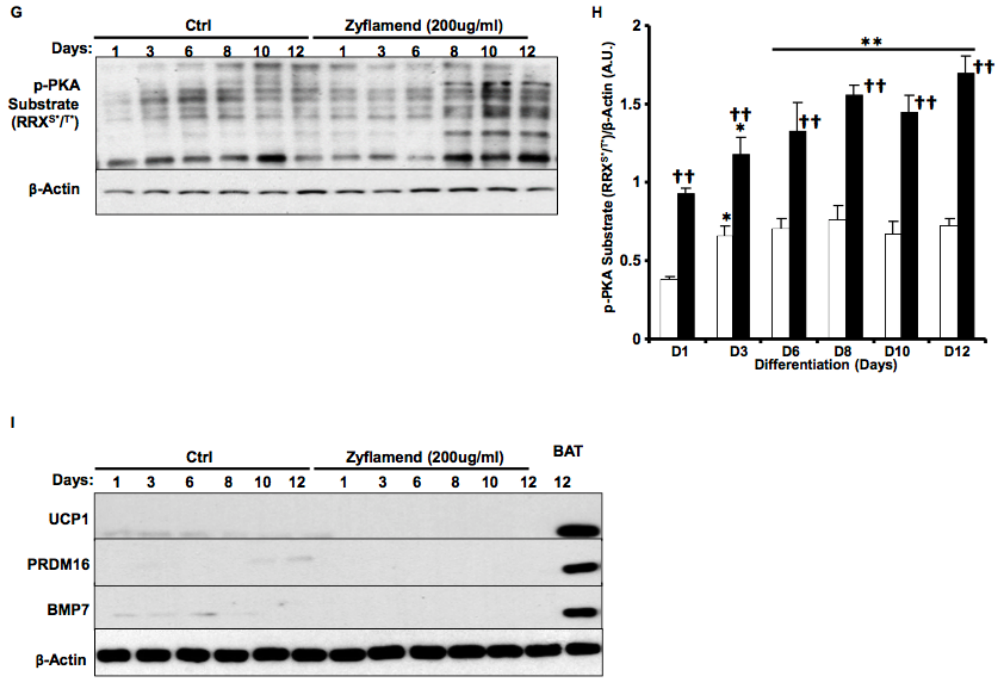 G
Ctrl Zyflamend (200ug/ml)
Days: 1 3 6 8 10 12 1 3 6 8 10 12
p-PKA
Substrate
(RRXS*/T*)
β-Actin
H
p-PKA Substrate (RRXS*/T*)/β-Actin (A.U.)
2
1.5
1
0.5
0
**
††
††
*
*
††
††
††
††
D1 D3 D6 D8 D10 D12
Differentiation (Days)
I
Ctrl Zyflamend (200ug/ml) BAT
Days: 1 3 6 8 10 12 1 3 6 8 10 12 12
UCP1
PRDM16
BMP7
β-Actin